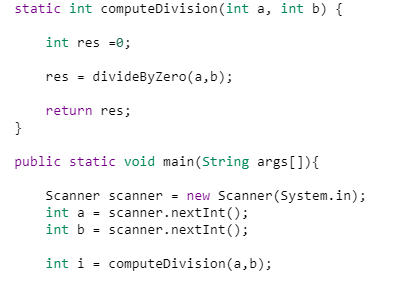 static int computeDivision(int a, int b) {
int res =0;
res = divideByZero(a,b);
return res;
}
public static void main(String args[]){
Scanner scanner = new Scanner(System.in);
int a = scanner.nextInt();
int b = scanner.nextInt();
int i = computeDivision(a,b);